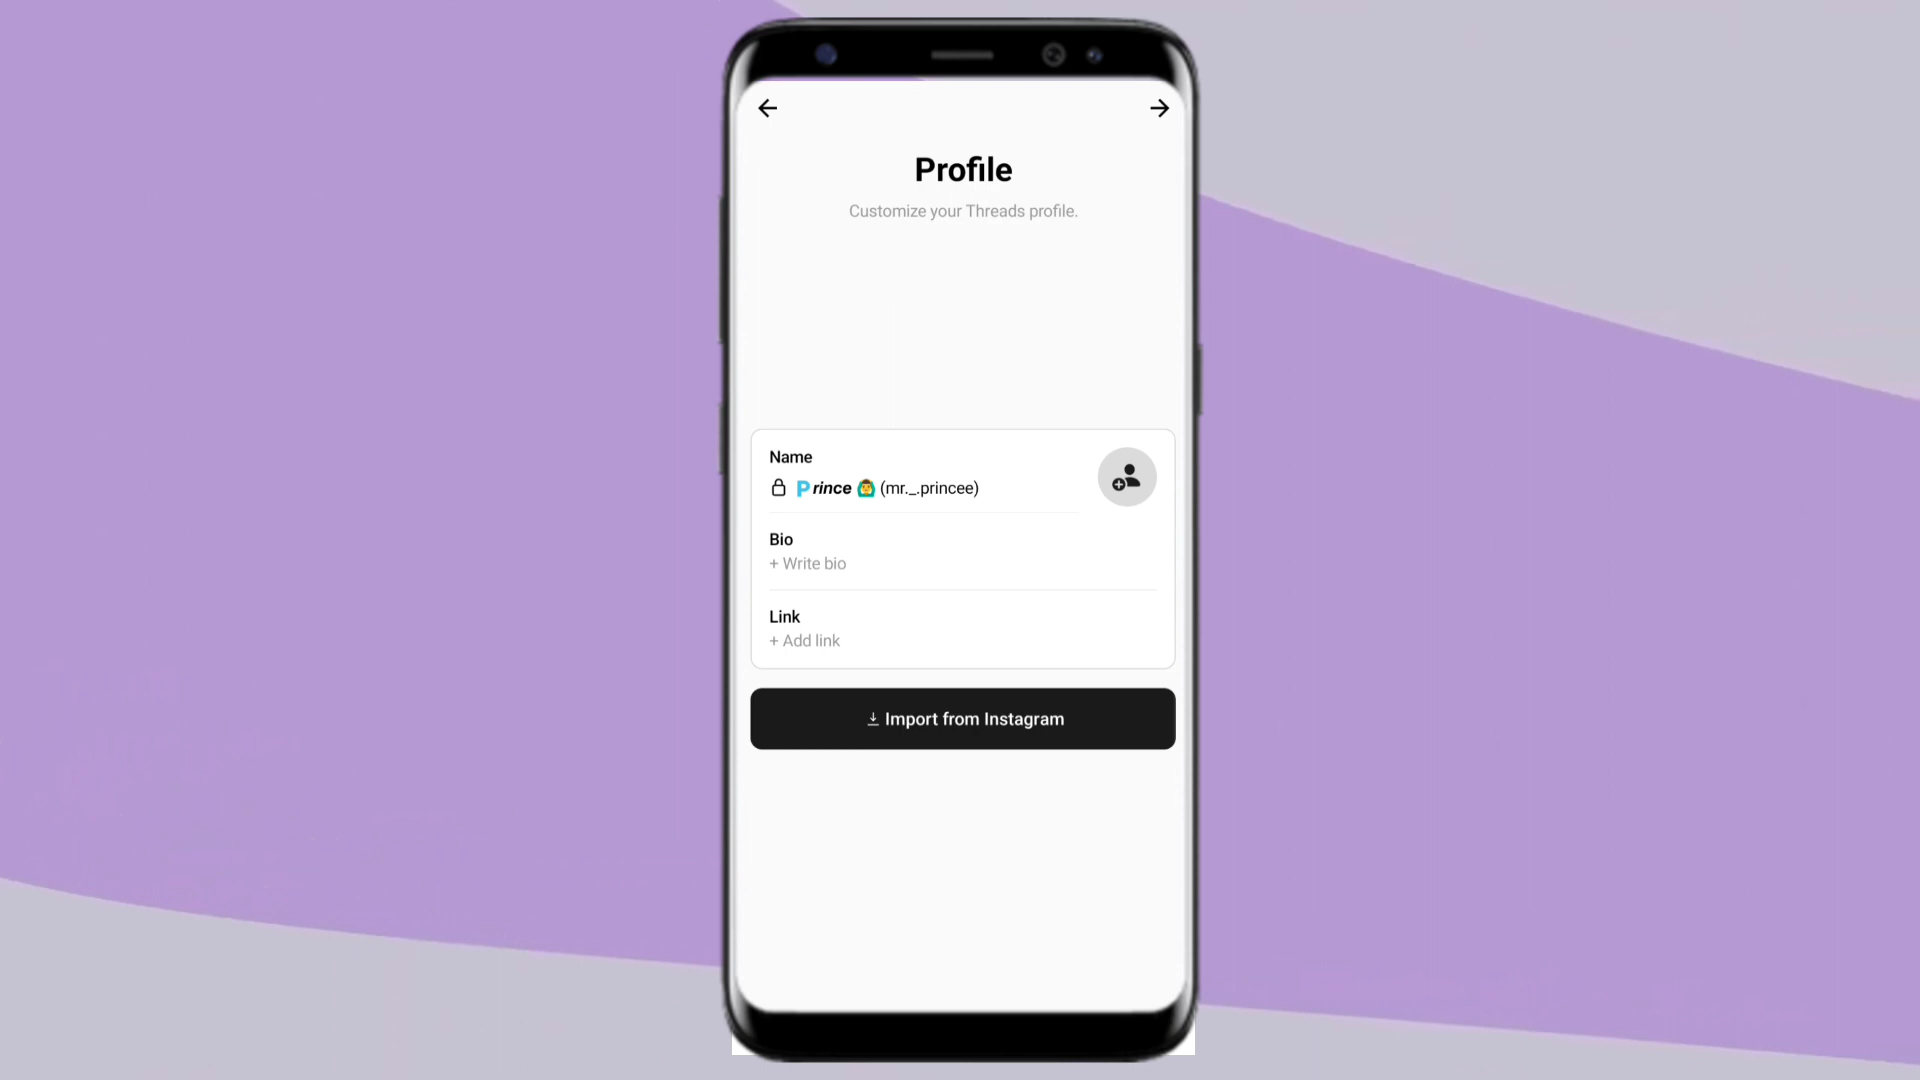 Profile
Customize your Threads profile.
Name
Prince 🙆‍♂️ (mr._.princee)
Bio
+ Write bio
Link
+ Add link
Import from Instagram